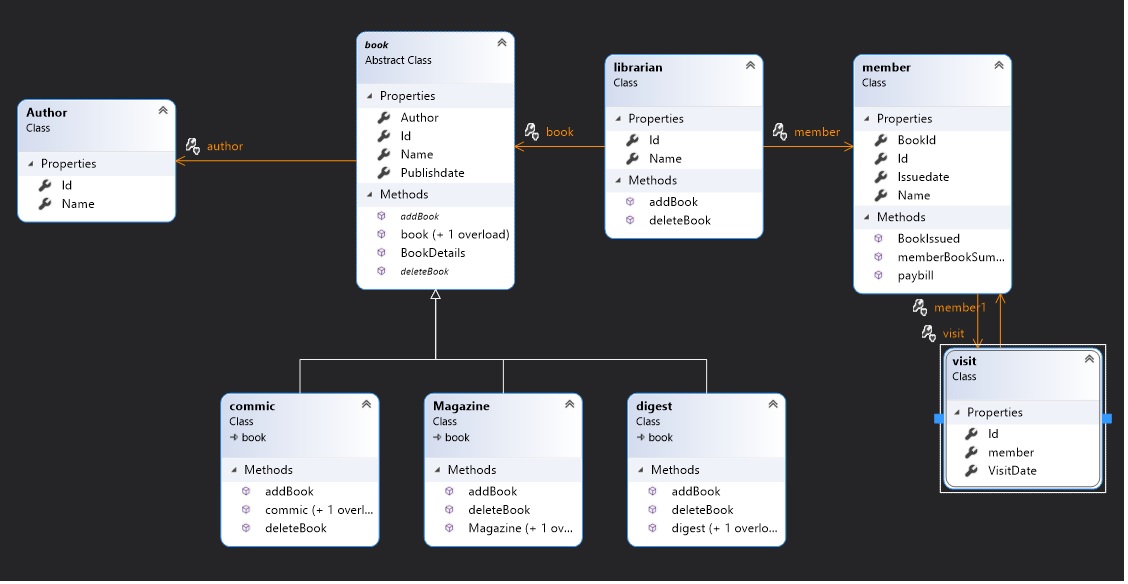 Author
Class
Properties
Id
Name
author
book
Abstract Class
Properties
Author
Id
Name
Publishdate
Methods
addBook
book (+ 1 overload)
BookDetails
deleteBook
book
librarian
Class
Properties
Id
Name
Methods
addBook
deleteBook
member
member
Class
Properties
BookId
Id
Issuedate
Name
Methods
BookIssued
memberBookSum...
paybill
member1
visit
visit
Class
Properties
Id
member
VisitDate
commic
Class
book
Methods
addBook
commic (+ 1 overl...
deleteBook
Magazine
Class
book
Methods
addBook
deleteBook
Magazine (+ 1 ov...
digest
Class
book
Methods
addBook
deleteBook
digest (+ 1 overlo...